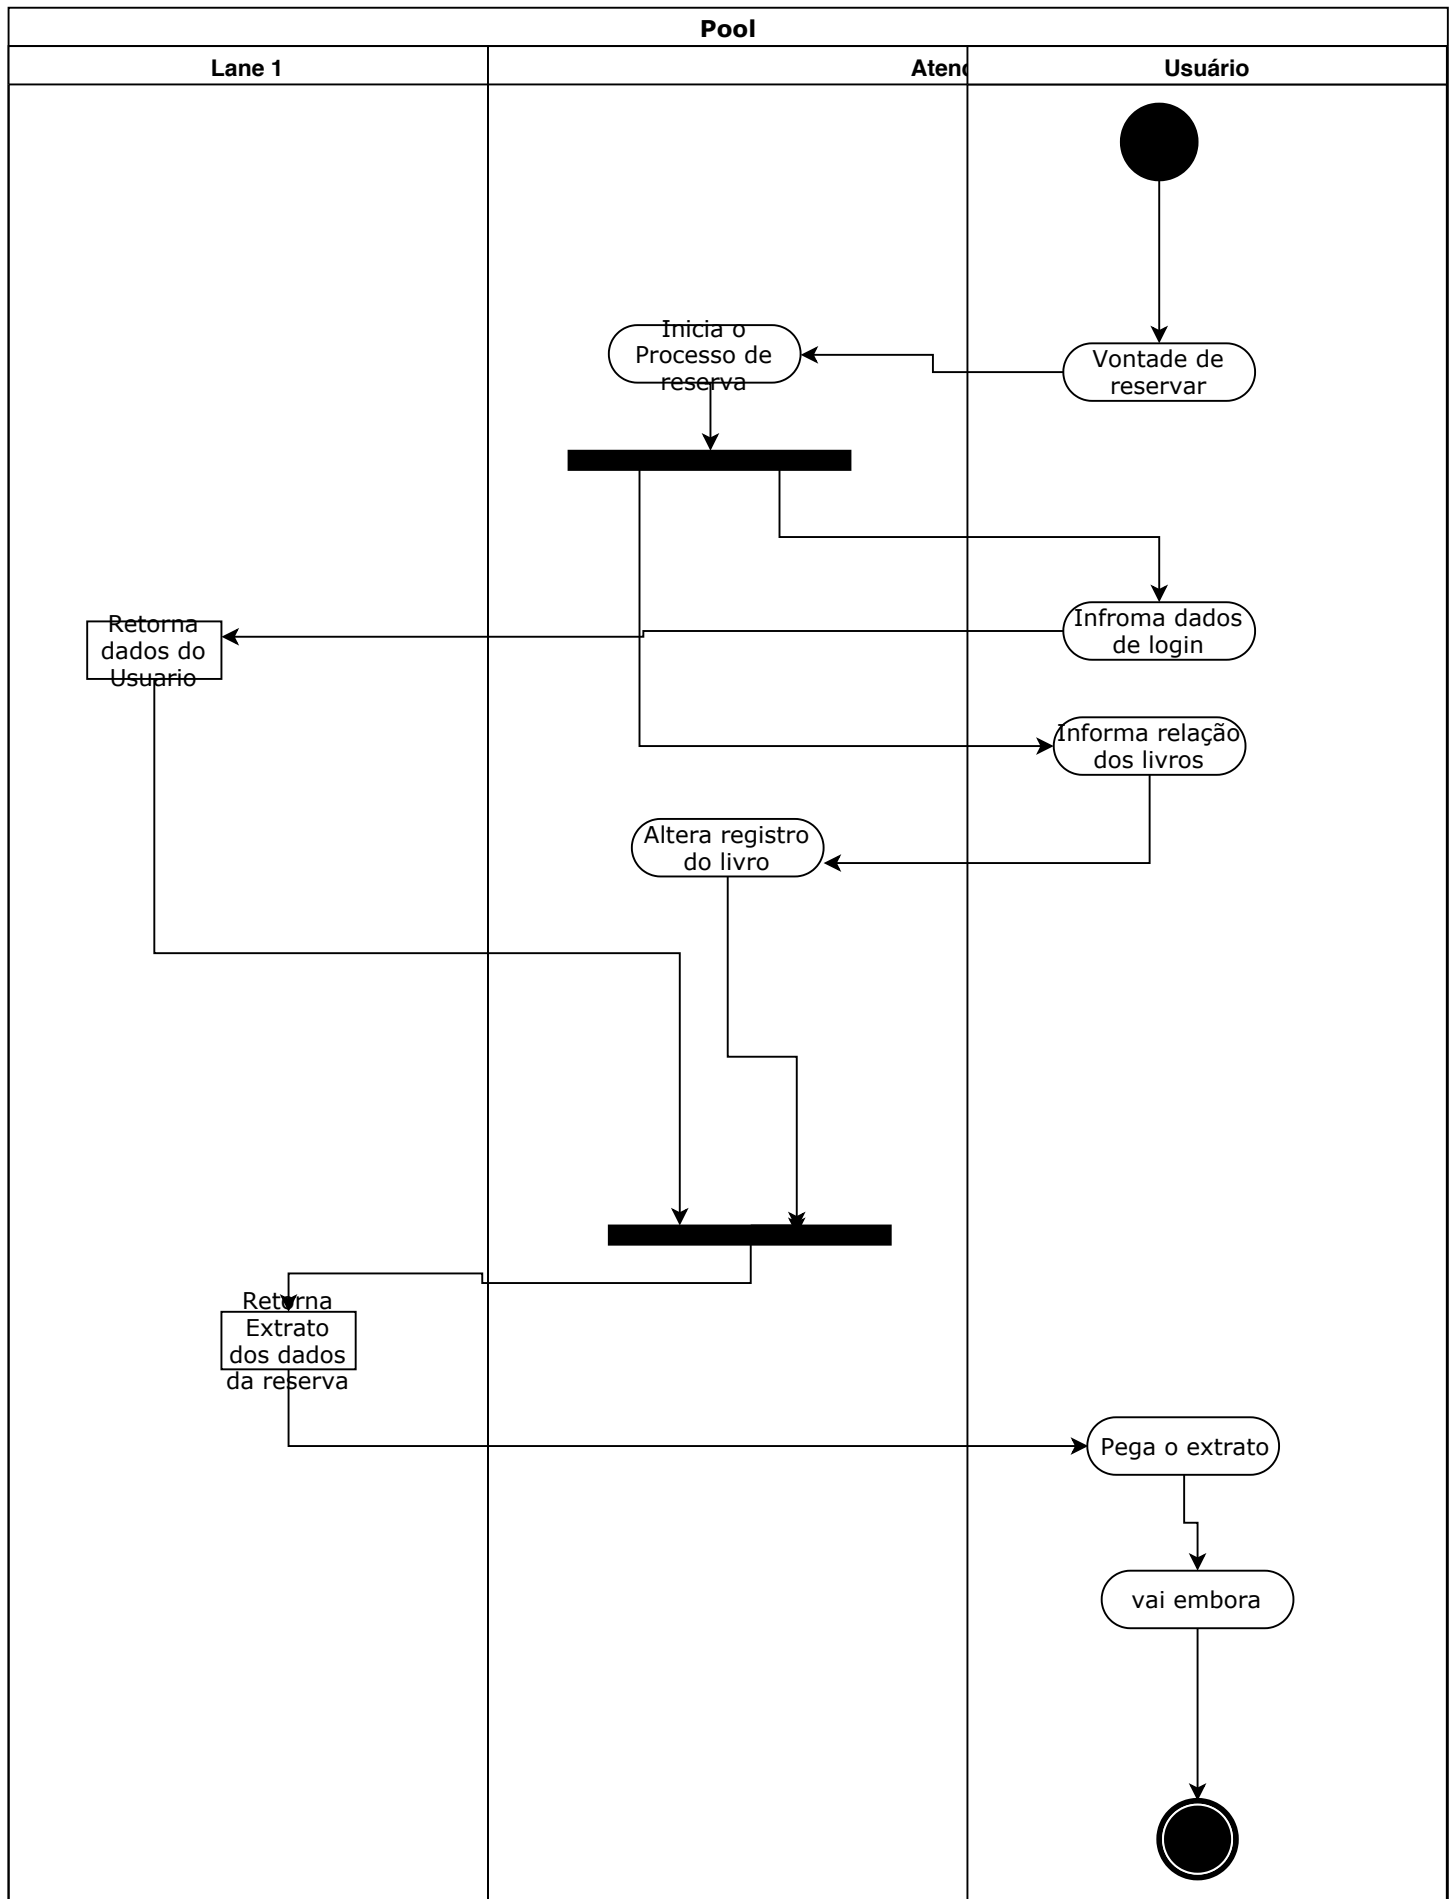 Pool
Lane 1
Usuário
Inicia o
Processo de
reserva
Vontade de
reservar
Infroma dados
de login
Retorna
dados do
Usuario
Informa relação
dos livros
Altera registro
do livro
Retorna
Extrato
dos dados
da reserva
Pega o extrato
vai embora